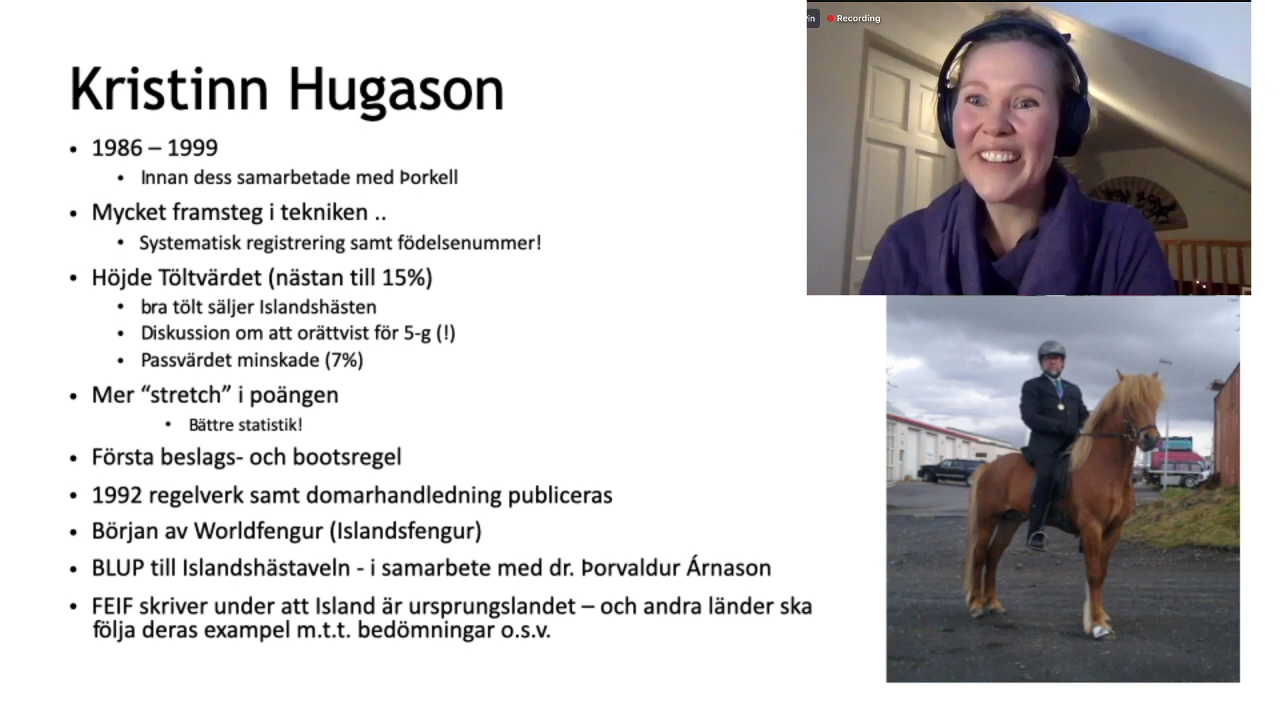 Kristinn Hugason
• 1986 – 1999
• Innan dess samarbetade med Þorkell
• Mycket framsteg i tekniken ..
• Systematisk registrering samt födelsenummer!
• Höjde Töltvärdet (nästan till 15%)
• bra tölt säljer Islandshästen
• Diskussion om att orättvist för 5-g (!)
• Passvärdet minskade (7%)
• Mer “stretch” i poängen
• Bättre statistik!
• Första beslags- och bootsregel
• 1992 regelverk samt domarhandledning publiceras
• Början av Worldfengur (Islandsfengur)
• BLUP till Islandshästaveln - i samarbete med dr. Þorvaldur Árnason
• FEIF skriver under att Island är ursprungslandet – och andra länder ska
följa deras exampel m.t.t. bedömningar o.s.v.
Recording